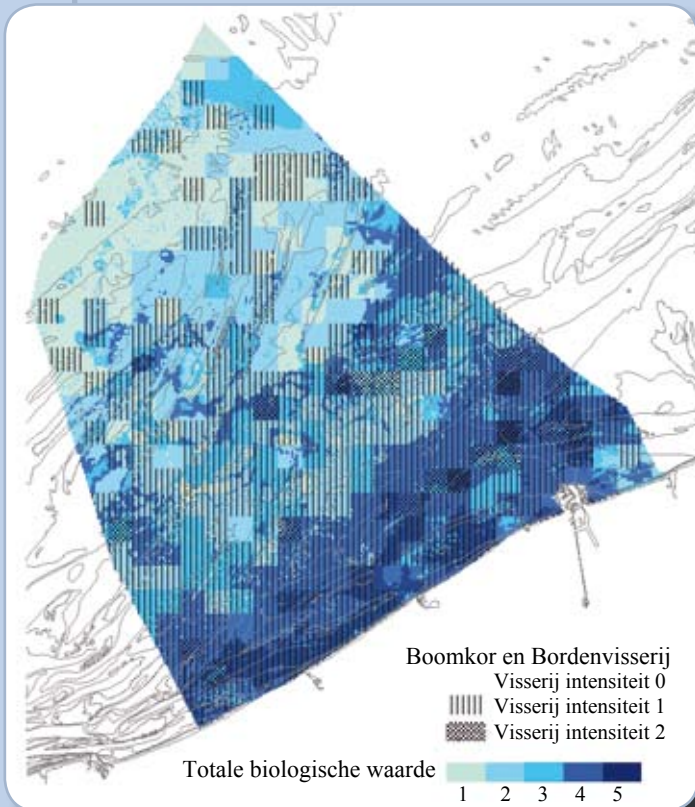 Boomkor en Bordenvisserij
Visserij intensiteit 0
Visserij intensiteit 1
Visserij intensiteit 2
Totale biologische waarde
1 2 3 4 5